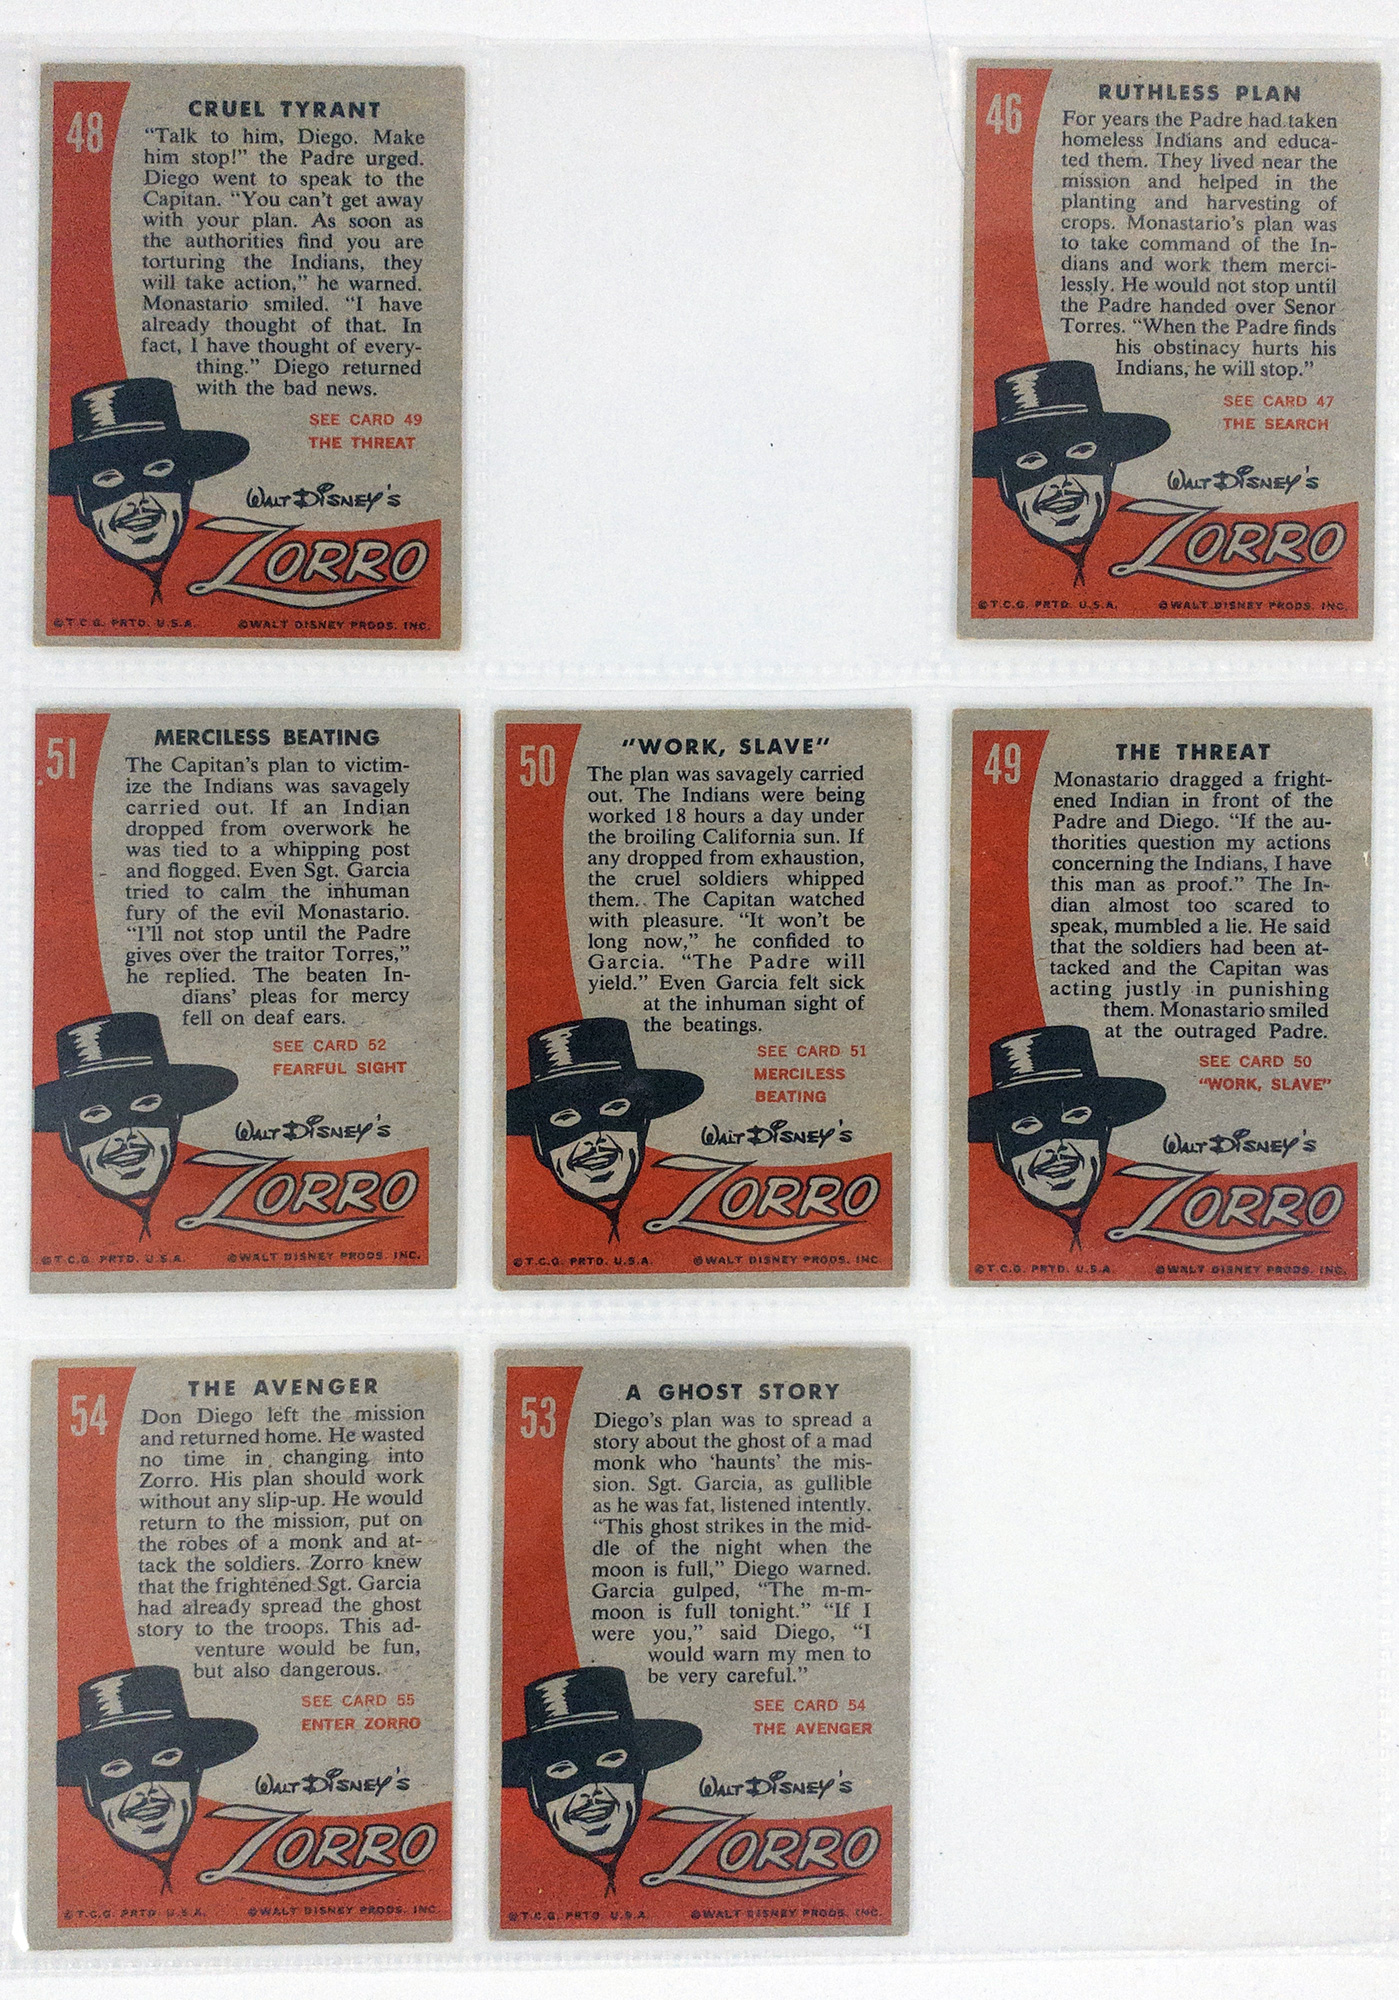 48
CRUEL TYRANT
“Talk to him, Diego. Make
him stop!” the Padre urged.
Diego went to speak to the
Capitan. “You can’t get away
with your plan. As soon as
the authorities find you are
torturing the Indians, they
will take action,” he warned.
Monastario smiled. “I have
already thought of that. In
fact, I have thought of every-
thing.” Diego returned
with the bad news.
SEE CARD 49
THE THREAT
WALT DISNEY'S
ZORRO
©T.C.G. PRTD. U.S.A. ©WALT DISNEY PRODS. INC.
46
RUTHLESS PLAN
For years the Padre had taken
homeless Indians and educa-
ted them. They lived near the
mission and helped in the
planting and harvesting of
crops. Monastario’s plan was
to take command of the In-
dians and work them merci-
lessly. He would not stop until
the Padre handed over Senor
Torres. “When the Padre finds
his obstinacy hurts his
Indians, he will stop.”
SEE CARD 47
THE SEARCH
WALT DISNEY'S
ZORRO
©T.C.G. PRTD. U.S.A. ©WALT DISNEY PRODS. INC.
51
MERCILESS BEATING
The Capitan’s plan to victim-
ize the Indians was savagely
carried out. If an Indian
dropped from overwork he
was tied to a whipping post
and flogged. Even Sgt. Garcia
tried to calm the inhuman
fury of the evil Monastario.
“I’ll not stop until the Padre
gives over the traitor Torres,”
he replied. The beaten In-
dians’ pleas for mercy
fell on deaf ears.
SEE CARD 52
FEARFUL SIGHT
WALT DISNEY'S
ZORRO
©T.C.G. PRTD. U.S.A. ©WALT DISNEY PRODS. INC.
50
“WORK, SLAVE”
The plan was savagely carried
out. The Indians were being
worked 18 hours a day under
the broiling California sun. If
any dropped from exhaustion,
the cruel soldiers whipped
them. The Capitan watched
with pleasure. “It won’t be
long now,” he confided to
Garcia. “The Padre will
yield.” Even Garcia felt sick
at the inhuman sight of
the beatings.
SEE CARD 51
MERCILESS
BEATING
WALT DISNEY'S
ZORRO
©T.C.G. PRTD. U.S.A. ©WALT DISNEY PRODS. INC.
49
THE THREAT
Monastario dragged a fright-
ened Indian in front of the
Padre and Diego. “If the au-
thorities question my actions
concerning the Indians, I have
this man as proof.” The In-
dian almost too scared to
speak, mumbled a lie. He said
that the soldiers had been at-
tacked and the Capitan was
acting justly in punishing
them. Monastario smiled
at the outraged Padre.
SEE CARD 50
“WORK, SLAVE”
WALT DISNEY'S
ZORRO
©T.C.G. PRTD. U.S.A. ©WALT DISNEY PRODS. INC.
54
THE AVENGER
Don Diego left the mission
and returned home. He wasted
no time in changing into
Zorro. His plan should work
without any slip-up. He would
return to the mission, put on
the robes of a monk and at-
tack the soldiers. Zorro knew
that the frightened Sgt. Garcia
had already spread the ghost
story to the troops. This ad-
venture would be fun,
but also dangerous.
SEE CARD 55
ENTER ZORRO
WALT DISNEY'S
ZORRO
©T.C.G. PRTD. U.S.A. ©WALT DISNEY PRODS. INC.
53
A GHOST STORY
Diego’s plan was to spread a
story about the ghost of a mad
monk who ‘haunts’ the mis-
sion. Sgt. Garcia, as gullible
as he was fat, listened intently.
“This ghost strikes in the mid-
dle of the night when the
moon is full,” Diego warned.
Garcia gulped, “The m-m-
moon is full tonight.” “If I
were you,” said Diego, “I
would warn my men to
be very careful.”
SEE CARD 54
THE AVENGER
WALT DISNEY'S
ZORRO
©T.C.G. PRTD. U.S.A. ©WALT DISNEY PRODS. INC.